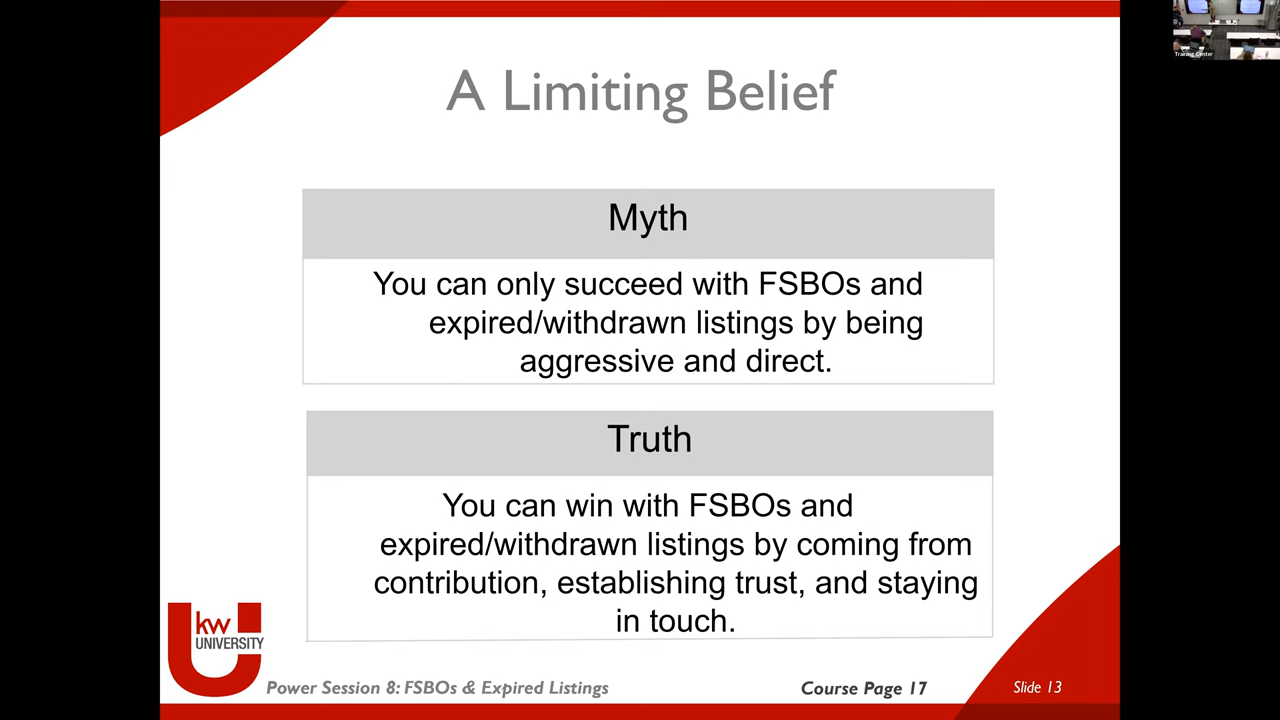 Training Center
A Limiting Belief
Myth
You can only succeed with FSBOs and
expired/withdrawn listings by being
aggressive and direct.
Truth
You can win with FSBOs and
expired/withdrawn listings by coming from
contribution, establishing trust, and staying
in touch.
kw
UNIVERSITY
Power Session 8: FSBOs & Expired Listings
Course Page 17
Slide 13